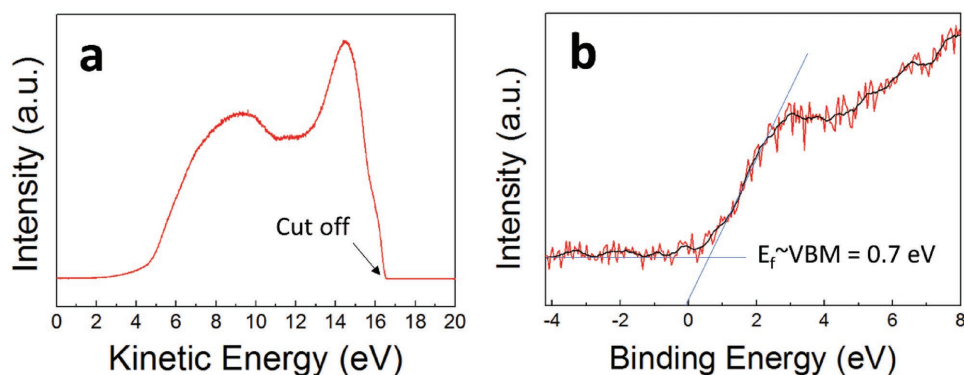 a
Intensity (a.u.)
Cut off
0 2 4 6 8 10 12 14 16 18 20
Kinetic Energy (eV)
b
Intensity (a.u.)
E_f~VBM = 0.7 eV
-4 -2 0 2 4 6 8
Binding Energy (eV)